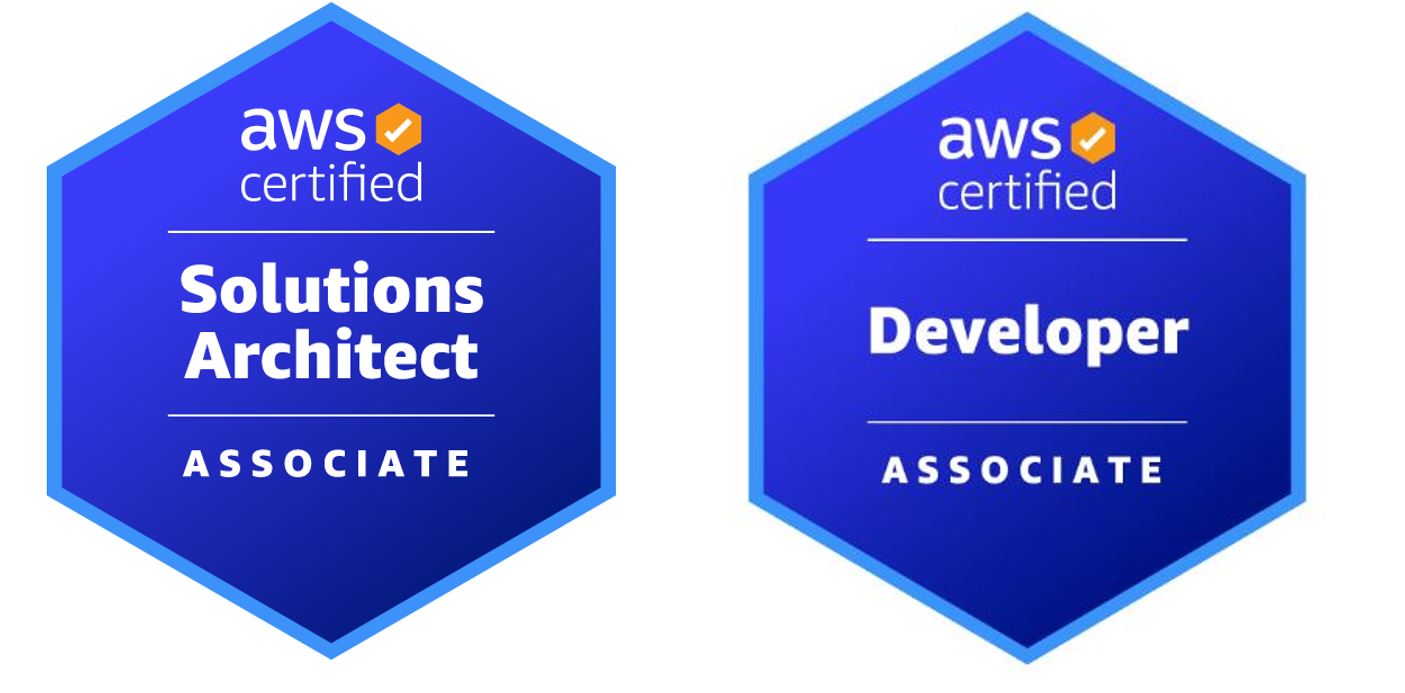 aws
certified
Solutions
Architect
ASSOCIATE
aws
certified
Developer
ASSOCIATE